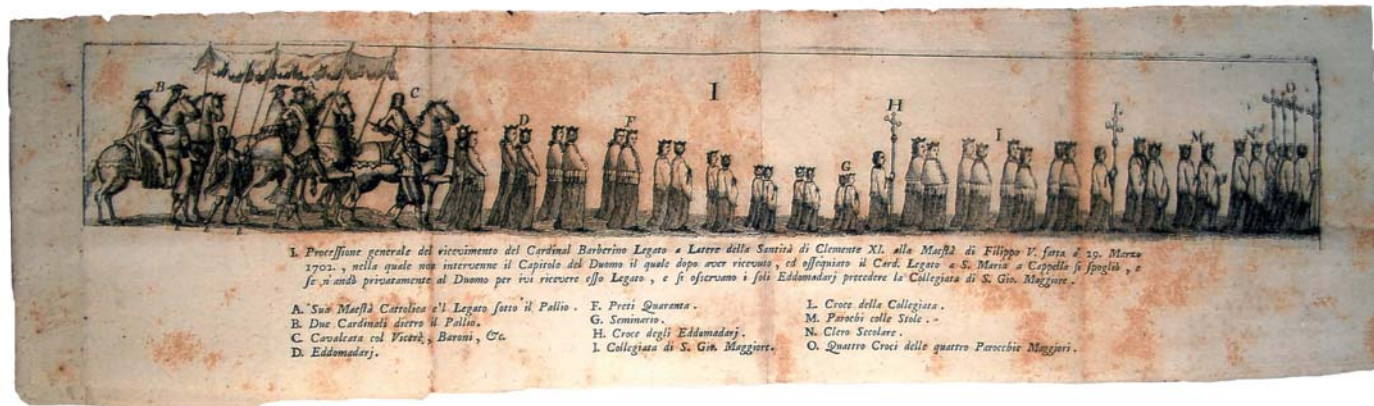 B
C
D
F
I
G
H
I
L
M
N
O
I. Processione generale del ricevimento del Cardinal Barberino Legato a Latere della Santità di Clemente XI. alla Maestà di Filippo V. fatta à 29. Marzo
1702., nella quale non intervenne il Capitolo del Duomo il quale dopo aver ricevuto, ed ossequiato il Card. Legato a S. Maria a Cappella si spogliò, e
se n'andò privatamente al Duomo per ivi ricevere esso Legato, e si osservano i soli Eddomadarj precedere la Collegiata di S. Gio. Maggiore.
A. Sua Maestà Cattolica e'l Legato sotto il Pallio.
B. Due Cardinali dietro il Pallio.
C. Cavalcata col Vicerè, Baroni, &c.
D. Eddomadarj.
F. Preti Quaranta.
G. Seminario.
H. Croce degli Eddomadarj.
I. Collegiata di S. Gio. Maggiore.
L. Croce della Collegiata.
M. Parochi colle Stole.
N. Clero Secolare.
O. Quattro Croci delle quattro Parocchie Maggiori.